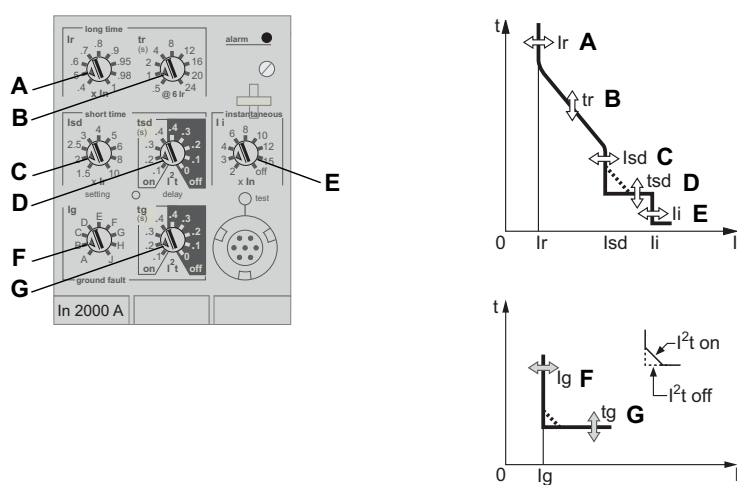 long time
Ir
.4
.5
.6
.7
.8
.9
.95
.98
1
x In
tr
(s)
.5
1
2
4
8
12
16
20
24
@ 6 Ir
alarm
short time
Isd
1.5
2
2.5
3
4
5
6
8
10
x Ir
setting
tsd
(s)
.1
.2
.3
.4
.4
.3
.2
.1
0
on
I²t
off
delay
instantaneous
Ii
2
3
4
6
8
10
12
15
off
x In
test
Ig
A
B
C
D
E
F
G
H
J
tg
(s)
.1
.2
.3
.4
.4
.3
.2
.1
0
on
I²t
off
ground fault
In 2000 A
A
B
C
D
E
F
G
t
Ir A
tr B
Isd C
tsd D
Ii E
0 Ir Isd Ii I
t
Ig F
tg G
I²t on
I²t off
0 Ig I